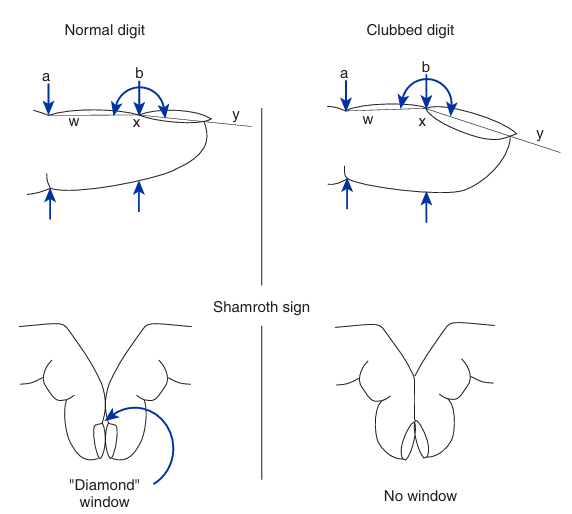 Normal digit
Clubbed digit
a
b
w
x
y
a
b
w
x
y
Shamroth sign
"Diamond"
window
No window